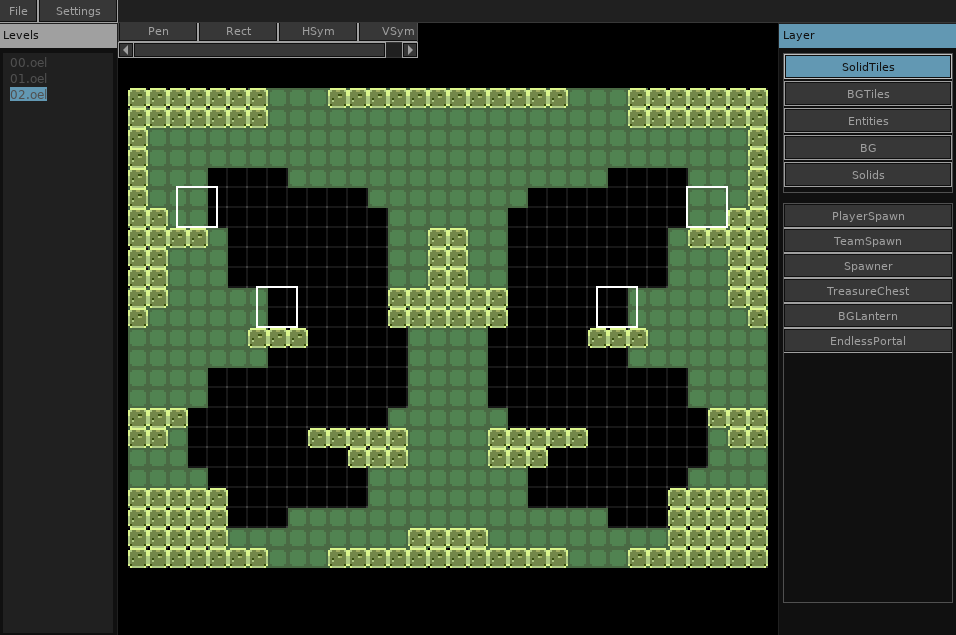 File Settings
Levels
00.oel
01.oel
02.oel
Pen Rect HSym VSym
Layer
SolidTiles
BGTiles
Entities
BG
Solids
PlayerSpawn
TeamSpawn
Spawner
TreasureChest
BGLantern
EndlessPortal